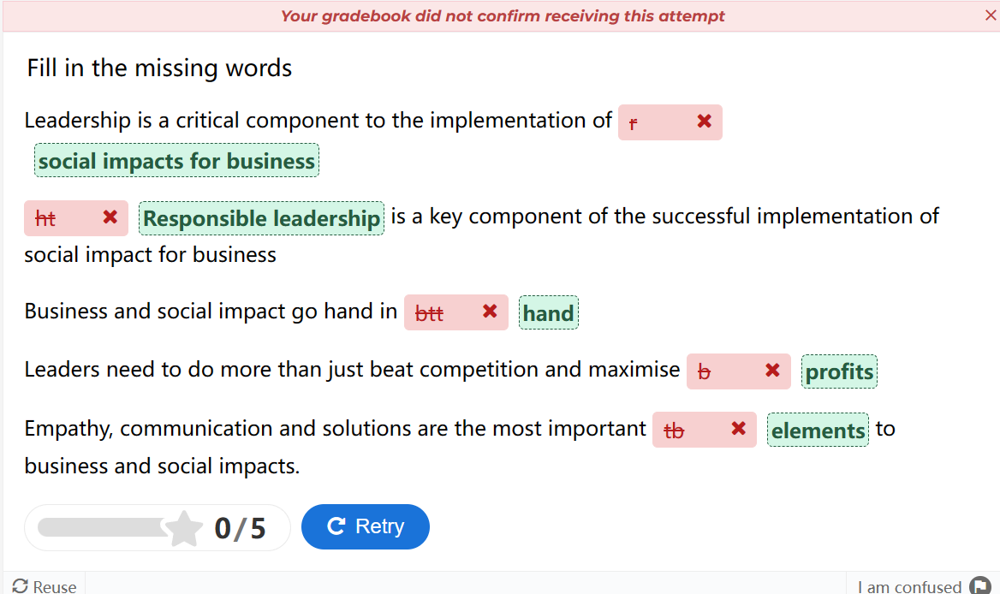 Your gradebook did not confirm receiving this attempt
Fill in the missing words
Leadership is a critical component to the implementation of r
social impacts for business
ht Responsible leadership is a key component of the successful implementation of
social impact for business
Business and social impact go hand in btt hand
Leaders need to do more than just beat competition and maximise b profits
Empathy, communication and solutions are the most important tb elements to
business and social impacts.
0/5 Retry
Reuse I am confused